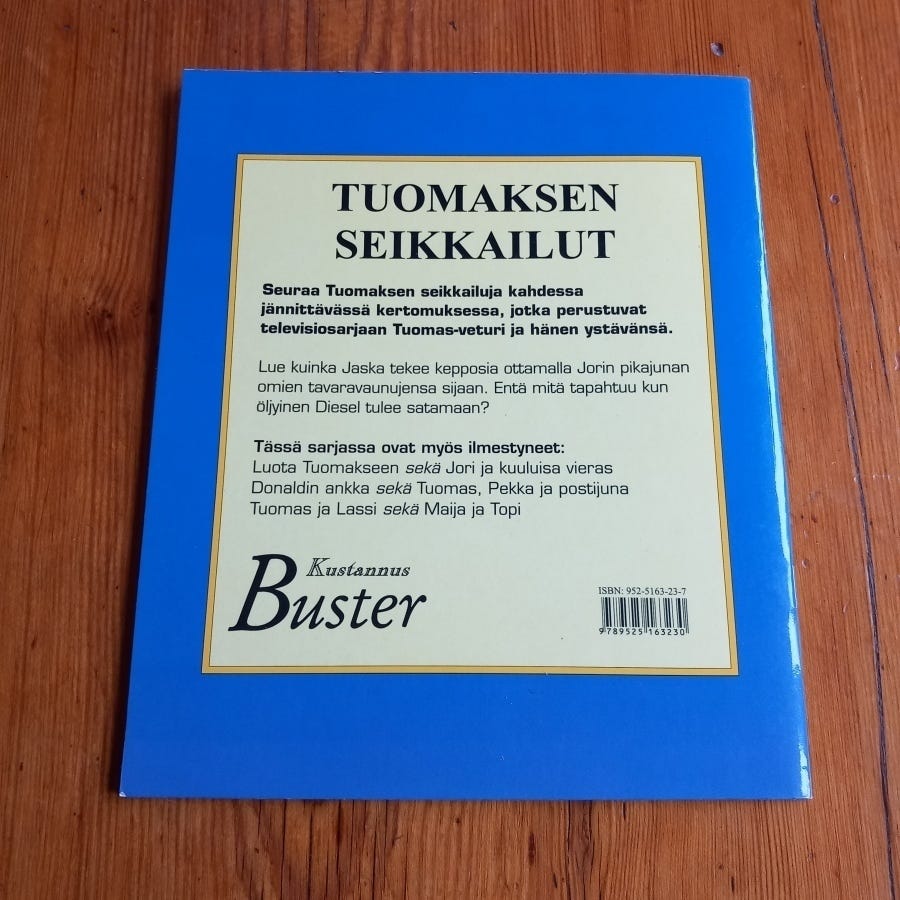 TUOMAKSEN
SEIKKAILUT
Seuraa Tuomaksen seikkailuja kahdessa
jännittävässä kertomuksessa, jotka perustuvat
televisiosarjaan Tuomas-veturi ja hänen ystävänsä.
Lue kuinka Jaska tekee kepposia ottamalla Jorin pikajunan
omien tavaravaunujensa sijaan. Entä mitä tapahtuu kun
öljyinen Diesel tulee satamaan?
Tässä sarjassa ovat myös ilmestyneet:
Luota Tuomakseen sekä Jori ja kuuluisa vieras
Donaldin ankka sekä Tuomas, Pekka ja postijuna
Tuomas ja Lassi sekä Maija ja Topi
Kustannus
Buster
ISBN: 952-5163-23-7
9 789525 163230